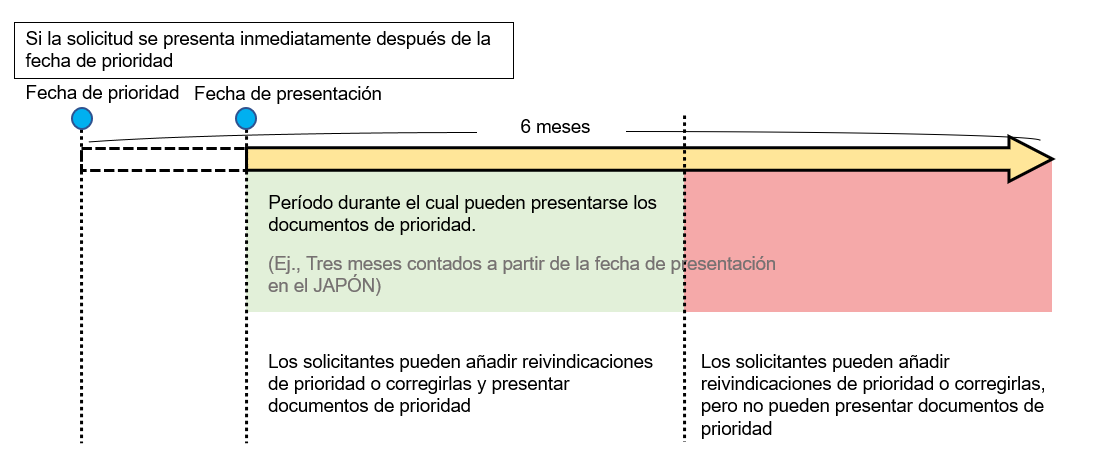 Si la solicitud se presenta inmediatamente después de la
fecha de prioridad
Fecha de prioridad
Fecha de presentación
6 meses
Período durante el cual pueden presentarse los
documentos de prioridad.
(Ej., Tres meses contados a partir de la fecha de presentación
en el JAPÓN)
Los solicitantes pueden añadir reivindicaciones
de prioridad o corregirlas y presentar
documentos de prioridad
Los solicitantes pueden añadir
reivindicaciones de prioridad o corregirlas,
pero no pueden presentar documentos de
prioridad